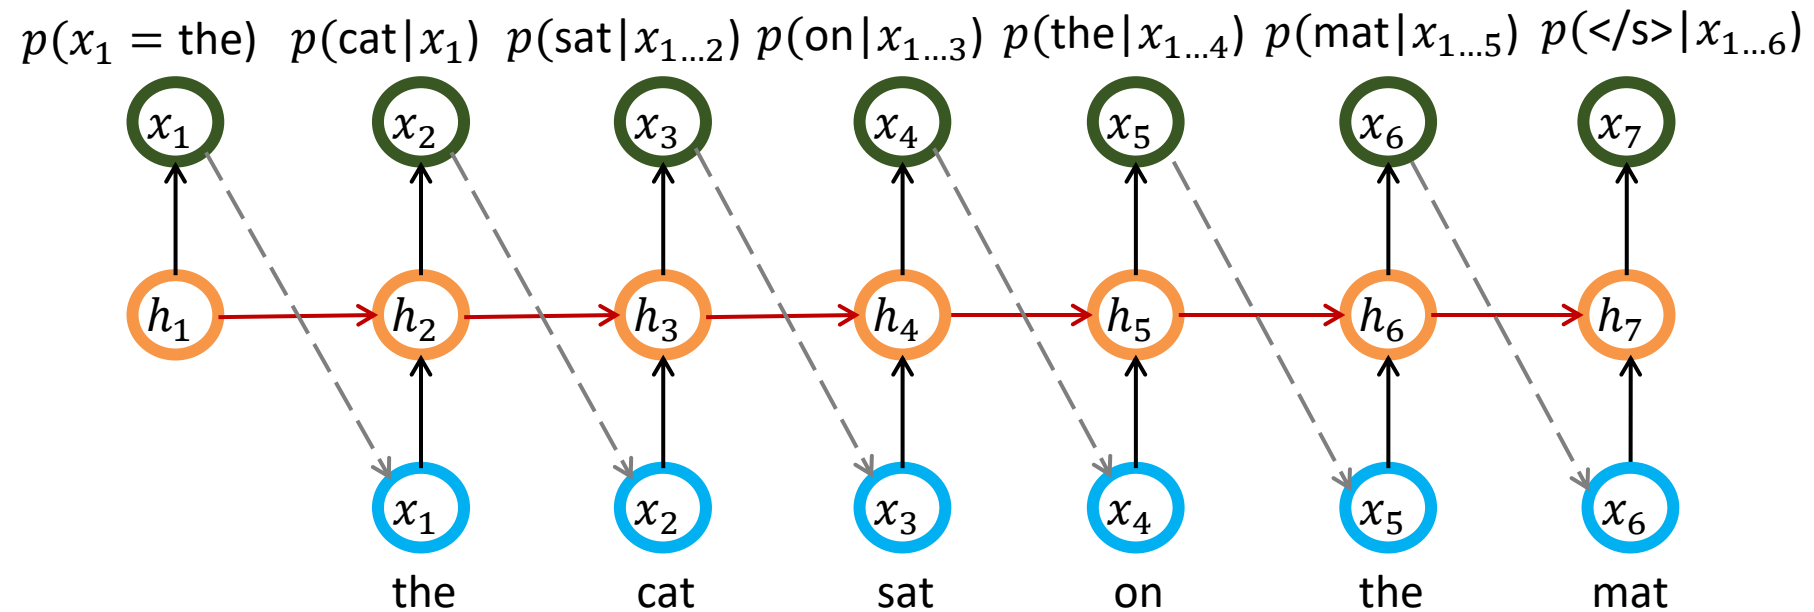 p(x₁ = the) p(cat|x₁) p(sat|x₁…₂) p(on|x₁…₃) p(the|x₁…₄) p(mat|x₁…₅) p(</s>|x₁…₆)
x₁ x₂ x₃ x₄ x₅ x₆ x₇
h₁ h₂ h₃ h₄ h₅ h₆ h₇
x₁ x₂ x₃ x₄ x₅ x₆
the cat sat on the mat